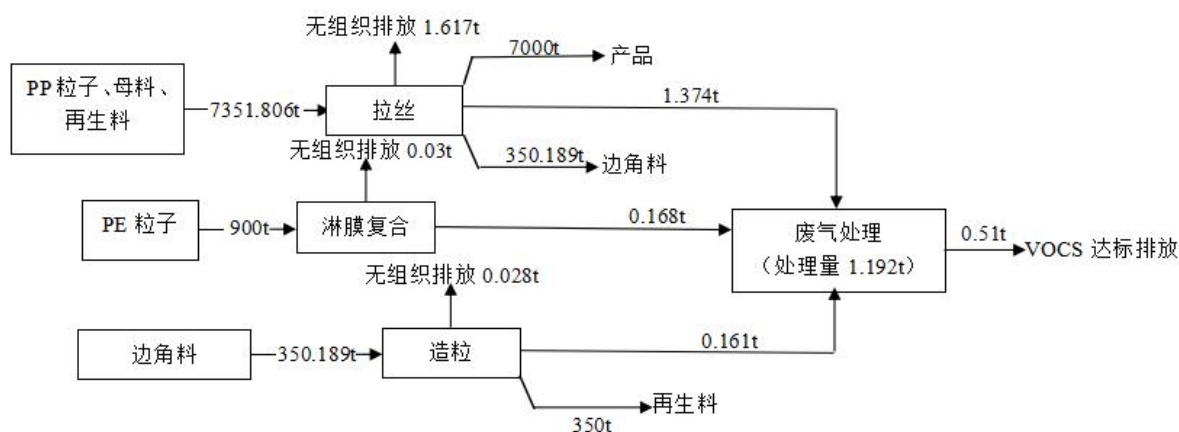 无组织排放 1.617t
7000t
产品
PP 粒子、母料、
再生料
7351.806t
拉丝
1.374t
无组织排放 0.03t
350.189t
边角料
PE 粒子
900t
淋膜复合
0.168t
废气处理
（处理量 1.192t）
0.51t
VOCS 达标排放
无组织排放 0.028t
边角料
350.189t
造粒
0.161t
再生料
350t